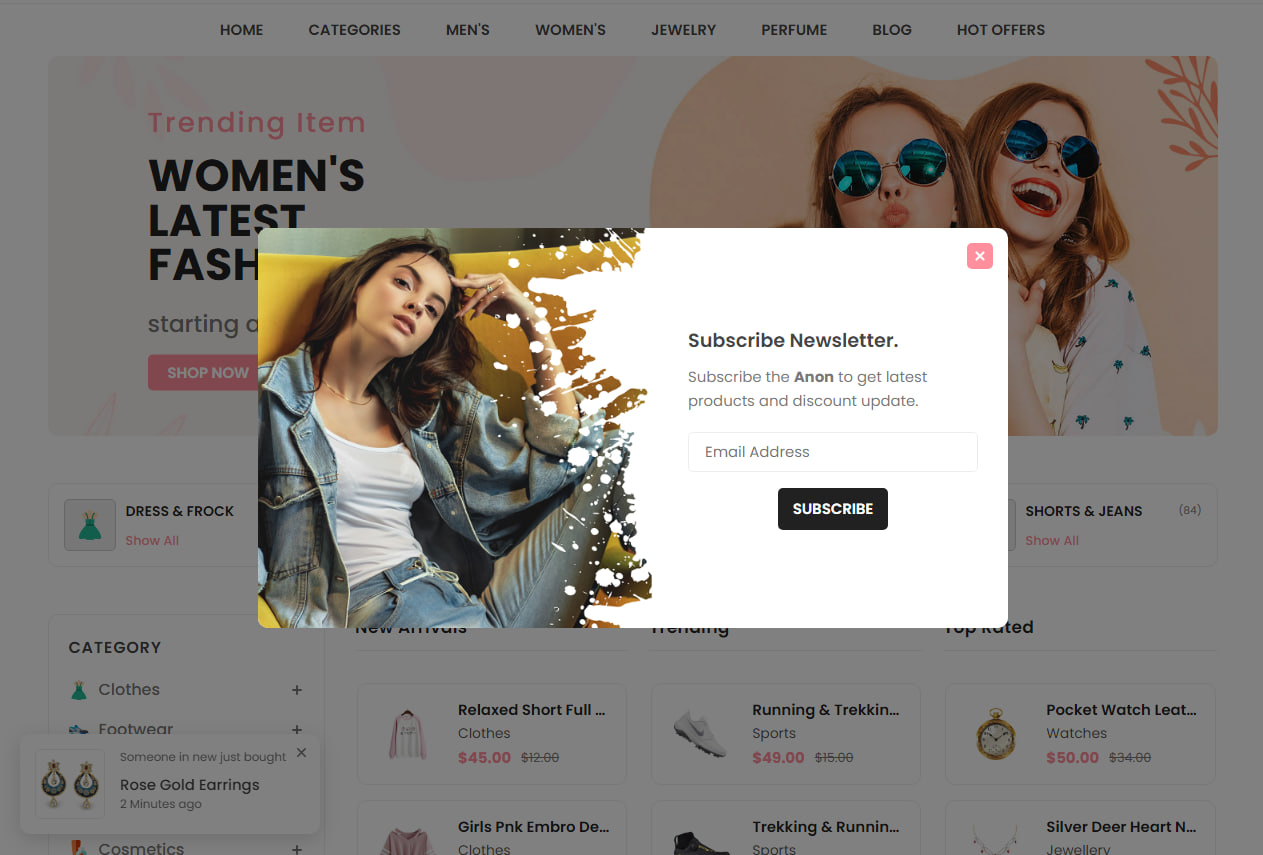 HOME CATEGORIES MEN'S WOMEN'S JEWELRY PERFUME BLOG HOT OFFERS
Trending Item
WOMEN'S
LATEST
FASH
starting
SHOP NOW
×
Subscribe Newsletter.
Subscribe the Anon to get latest
products and discount update.
Email Address
SUBSCRIBE
DRESS & FROCK
Show All
SHORTS & JEANS (84)
Show All
CATEGORY
Clothes +
Footwear +
Cosmetics +
Someone in new just bought
Rose Gold Earrings
2 Minutes ago
New Arrivals
Relaxed Short Full ...
Clothes
$45.00 $12.00
Girls Pnk Embro De...
Clothes
Trending
Running & Trekkin...
Sports
$49.00 $15.00
Trekking & Runnin...
Sports
Top Rated
Pocket Watch Leat...
Watches
$50.00 $34.00
Silver Deer Heart N...
Jewellery